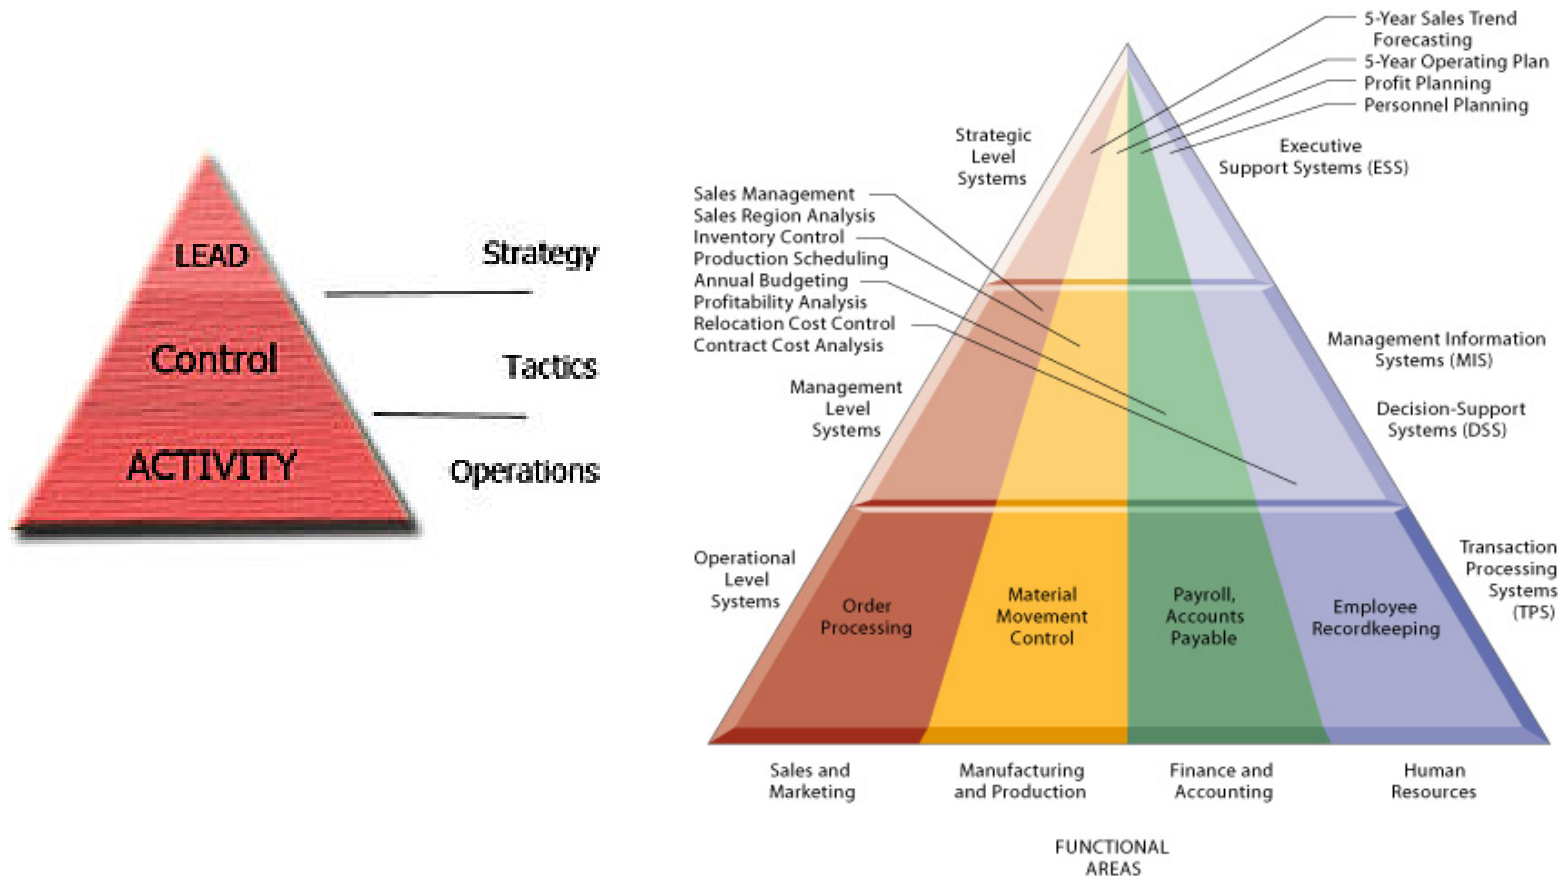 LEAD
Control
ACTIVITY
Strategy
Tactics
Operations
5-Year Sales Trend
Forecasting
5-Year Operating Plan
Profit Planning
Personnel Planning
Strategic
Level
Systems
Executive
Support Systems (ESS)
Sales Management
Sales Region Analysis
Inventory Control
Production Scheduling
Annual Budgeting
Profitability Analysis
Relocation Cost Control
Contract Cost Analysis
Management
Level
Systems
Management Information
Systems (MIS)
Decision-Support
Systems (DSS)
Operational
Level
Systems
Order
Processing
Material
Movement
Control
Payroll,
Accounts
Payable
Employee
Recordkeeping
Transaction
Processing
Systems
(TPS)
Sales and
Marketing
Manufacturing
and Production
Finance and
Accounting
Human
Resources
FUNCTIONAL
AREAS